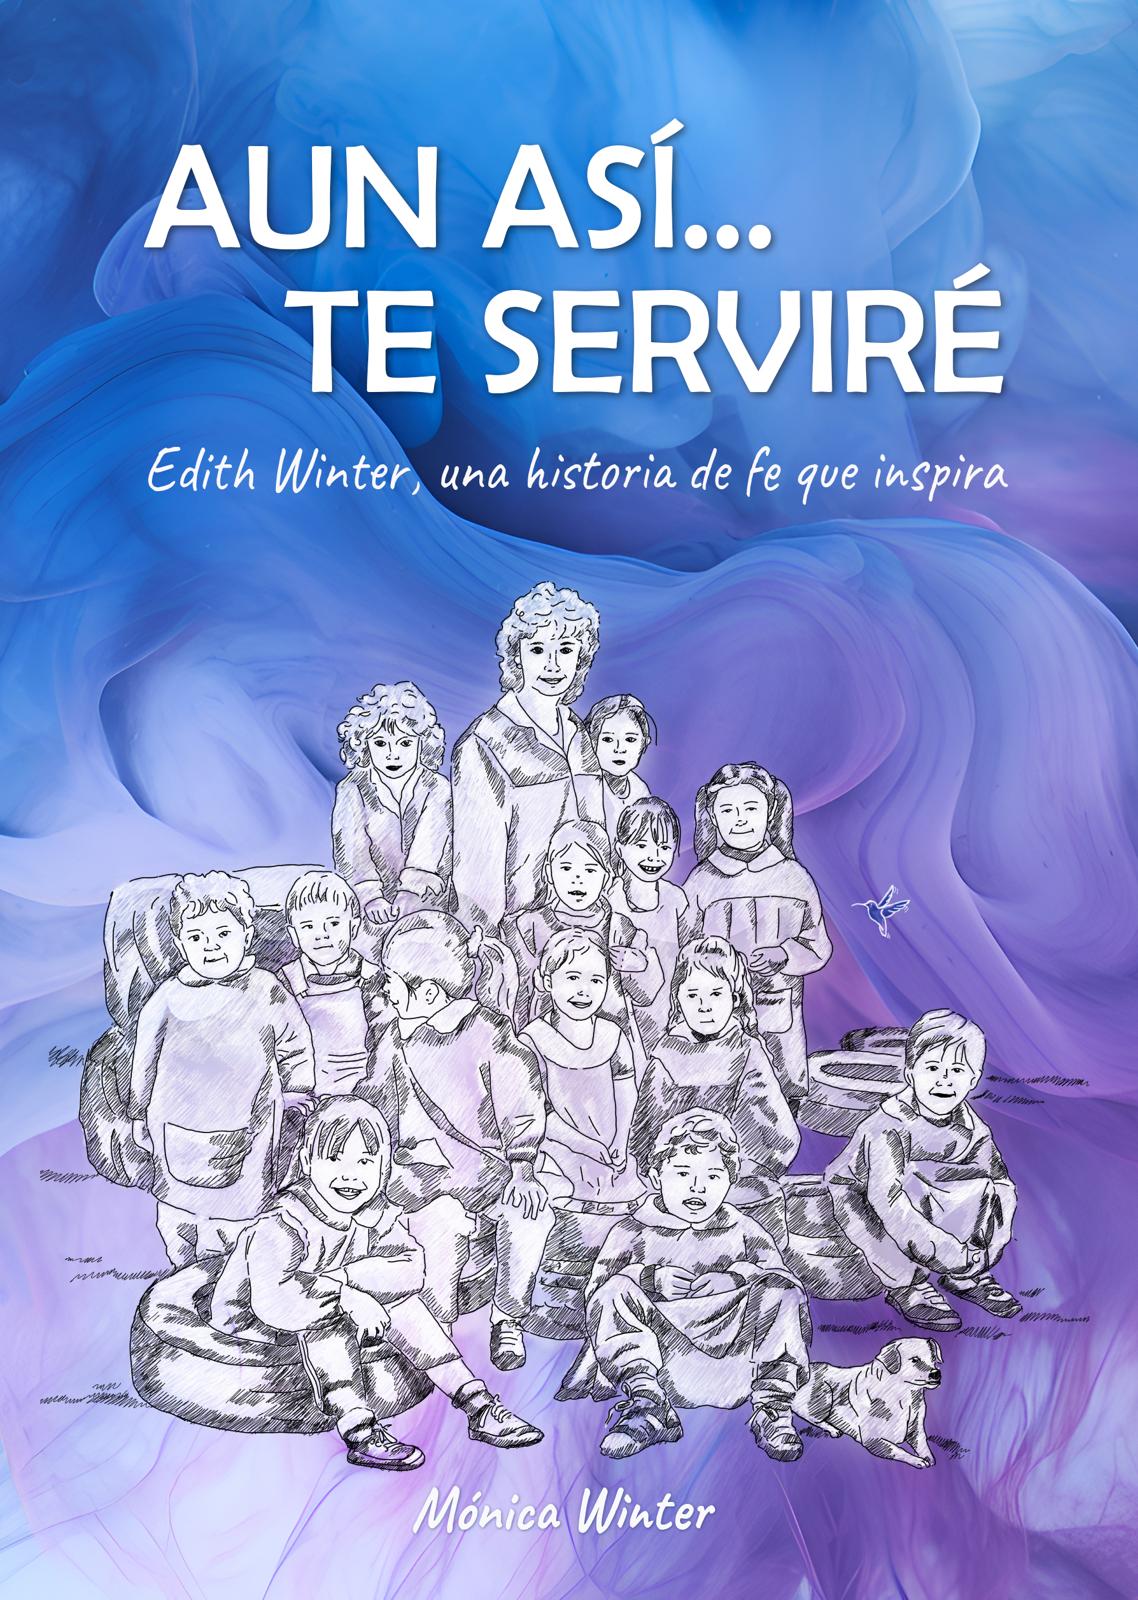 AUN ASÍ...
TE SERVIRÉ
Edith Winter, una historia de fe que inspira
Mónica Winter